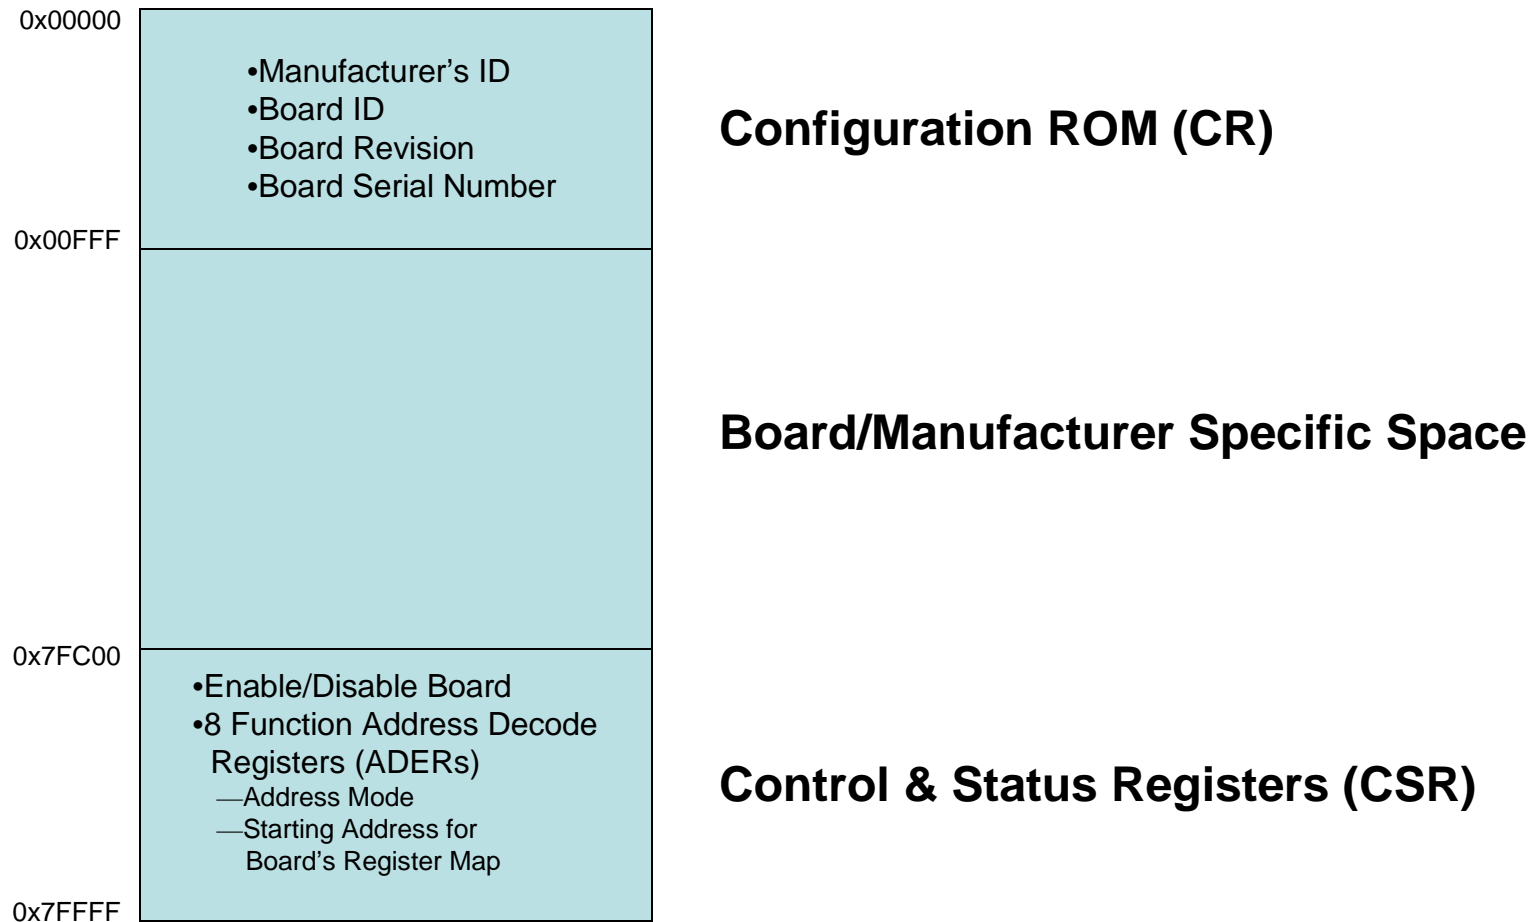 0x00000
•Manufacturer’s ID
•Board ID
•Board Revision
•Board Serial Number
Configuration ROM (CR)
0x00FFF
Board/Manufacturer Specific Space
0x7FC00
•Enable/Disable Board
•8 Function Address Decode
Registers (ADERs)
—Address Mode
—Starting Address for
Board’s Register Map
Control & Status Registers (CSR)
0x7FFFF